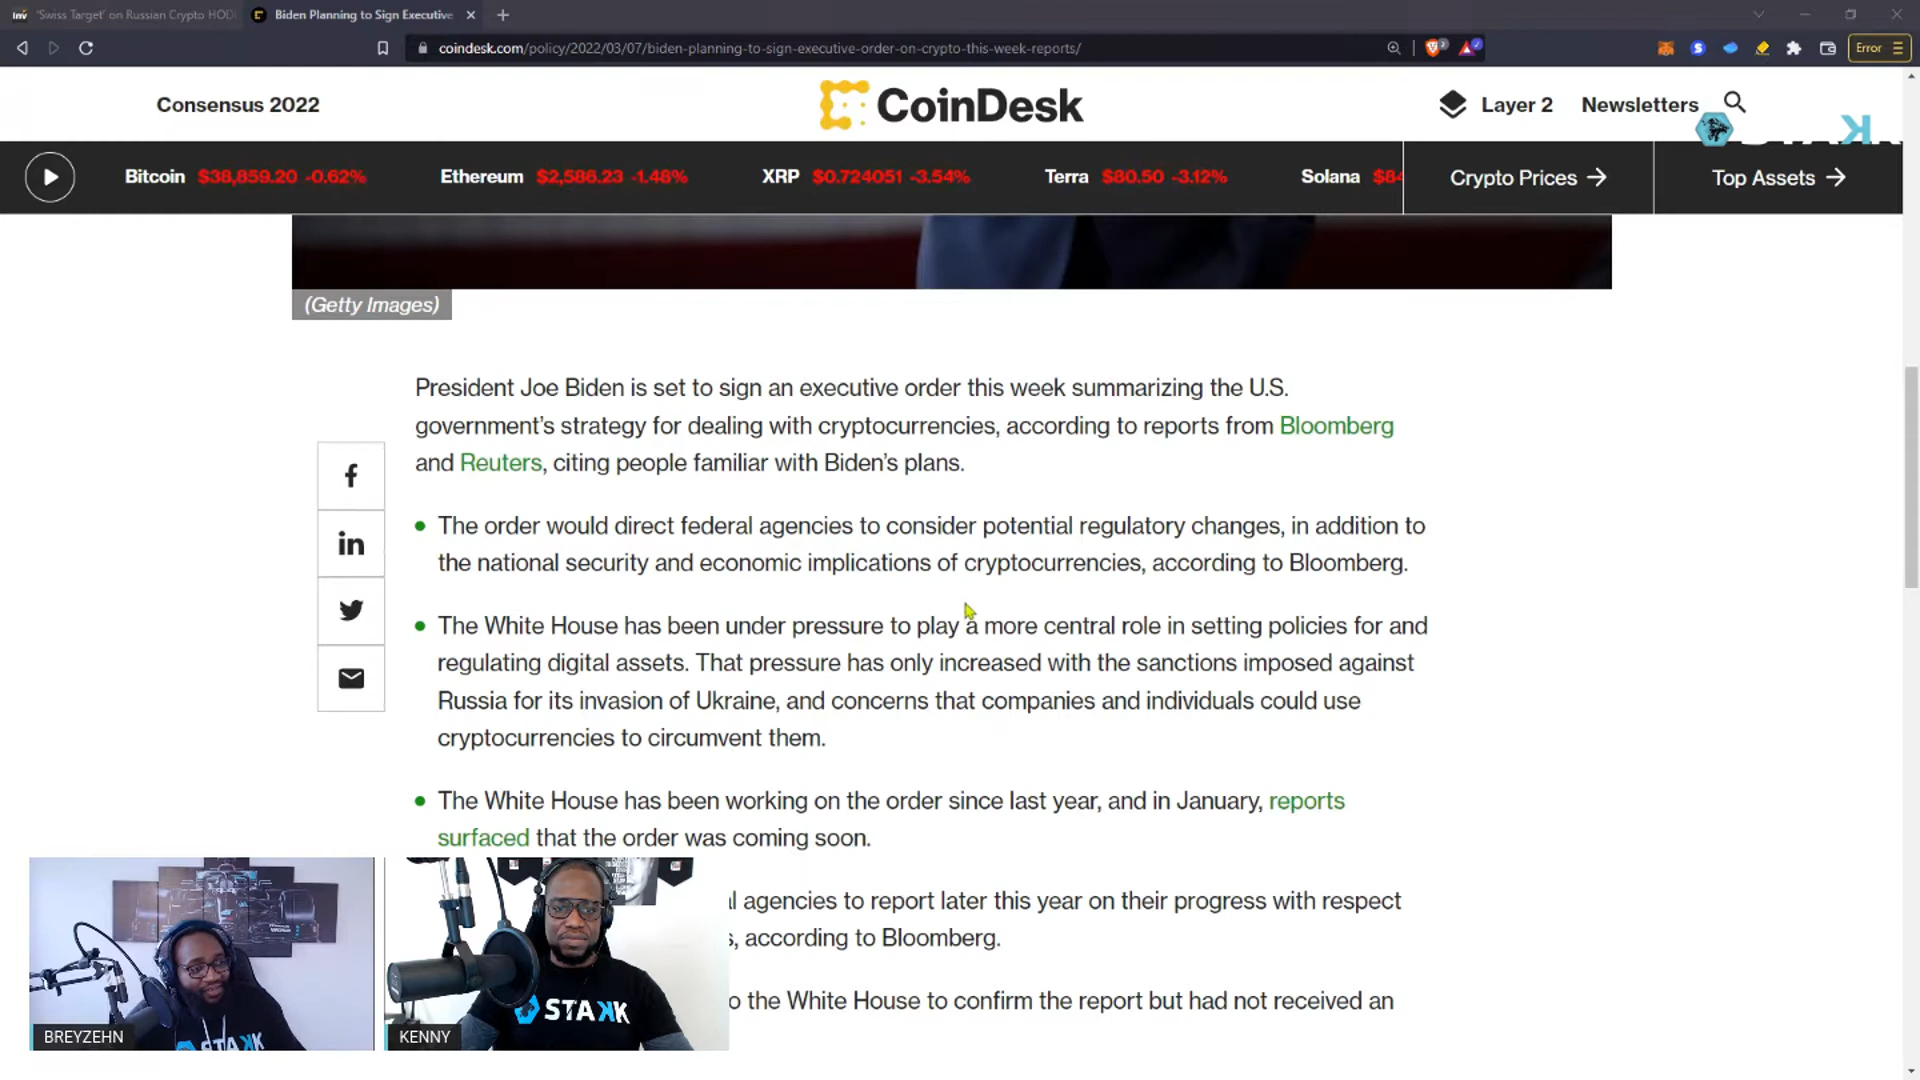 'Swiss Target' on Russian Crypto HOD
Biden Planning to Sign Executive
coindesk.com/policy/2022/03/07/biden-planning-to-sign-executive-order-on-crypto-this-week-reports/
Error
Consensus 2022
CoinDesk
Layer 2
Newsletters
Bitcoin $38,859.20 -0.62%
Ethereum $2,586.23 -1.48%
XRP $0.724051 -3.54%
Terra $80.50 -3.12%
Solana $84
Crypto Prices →
Top Assets →
(Getty Images)
President Joe Biden is set to sign an executive order this week summarizing the U.S.
government's strategy for dealing with cryptocurrencies, according to reports from Bloomberg
and Reuters, citing people familiar with Biden's plans.
• The order would direct federal agencies to consider potential regulatory changes, in addition to
the national security and economic implications of cryptocurrencies, according to Bloomberg.
• The White House has been under pressure to play a more central role in setting policies for and
regulating digital assets. That pressure has only increased with the sanctions imposed against
Russia for its invasion of Ukraine, and concerns that companies and individuals could use
cryptocurrencies to circumvent them.
• The White House has been working on the order since last year, and in January, reports
surfaced that the order was coming soon.
agencies to report later this year on their progress with respect
, according to Bloomberg.
o the White House to confirm the report but had not received an
STAKK
STAKK
BREYZEHN
KENNY